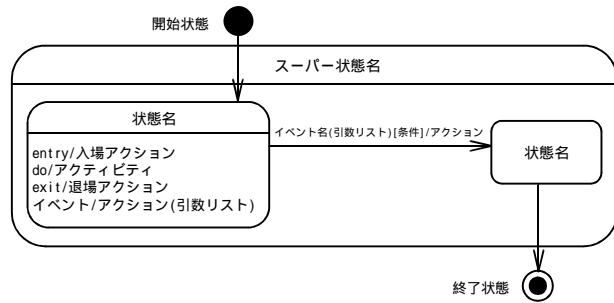 開始状態
スーパー状態名
状態名
entry/入場アクション
do/アクティビティ
exit/退場アクション
イベント/アクション(引数リスト)
イベント名(引数リスト)[条件]/アクション
状態名
終了状態